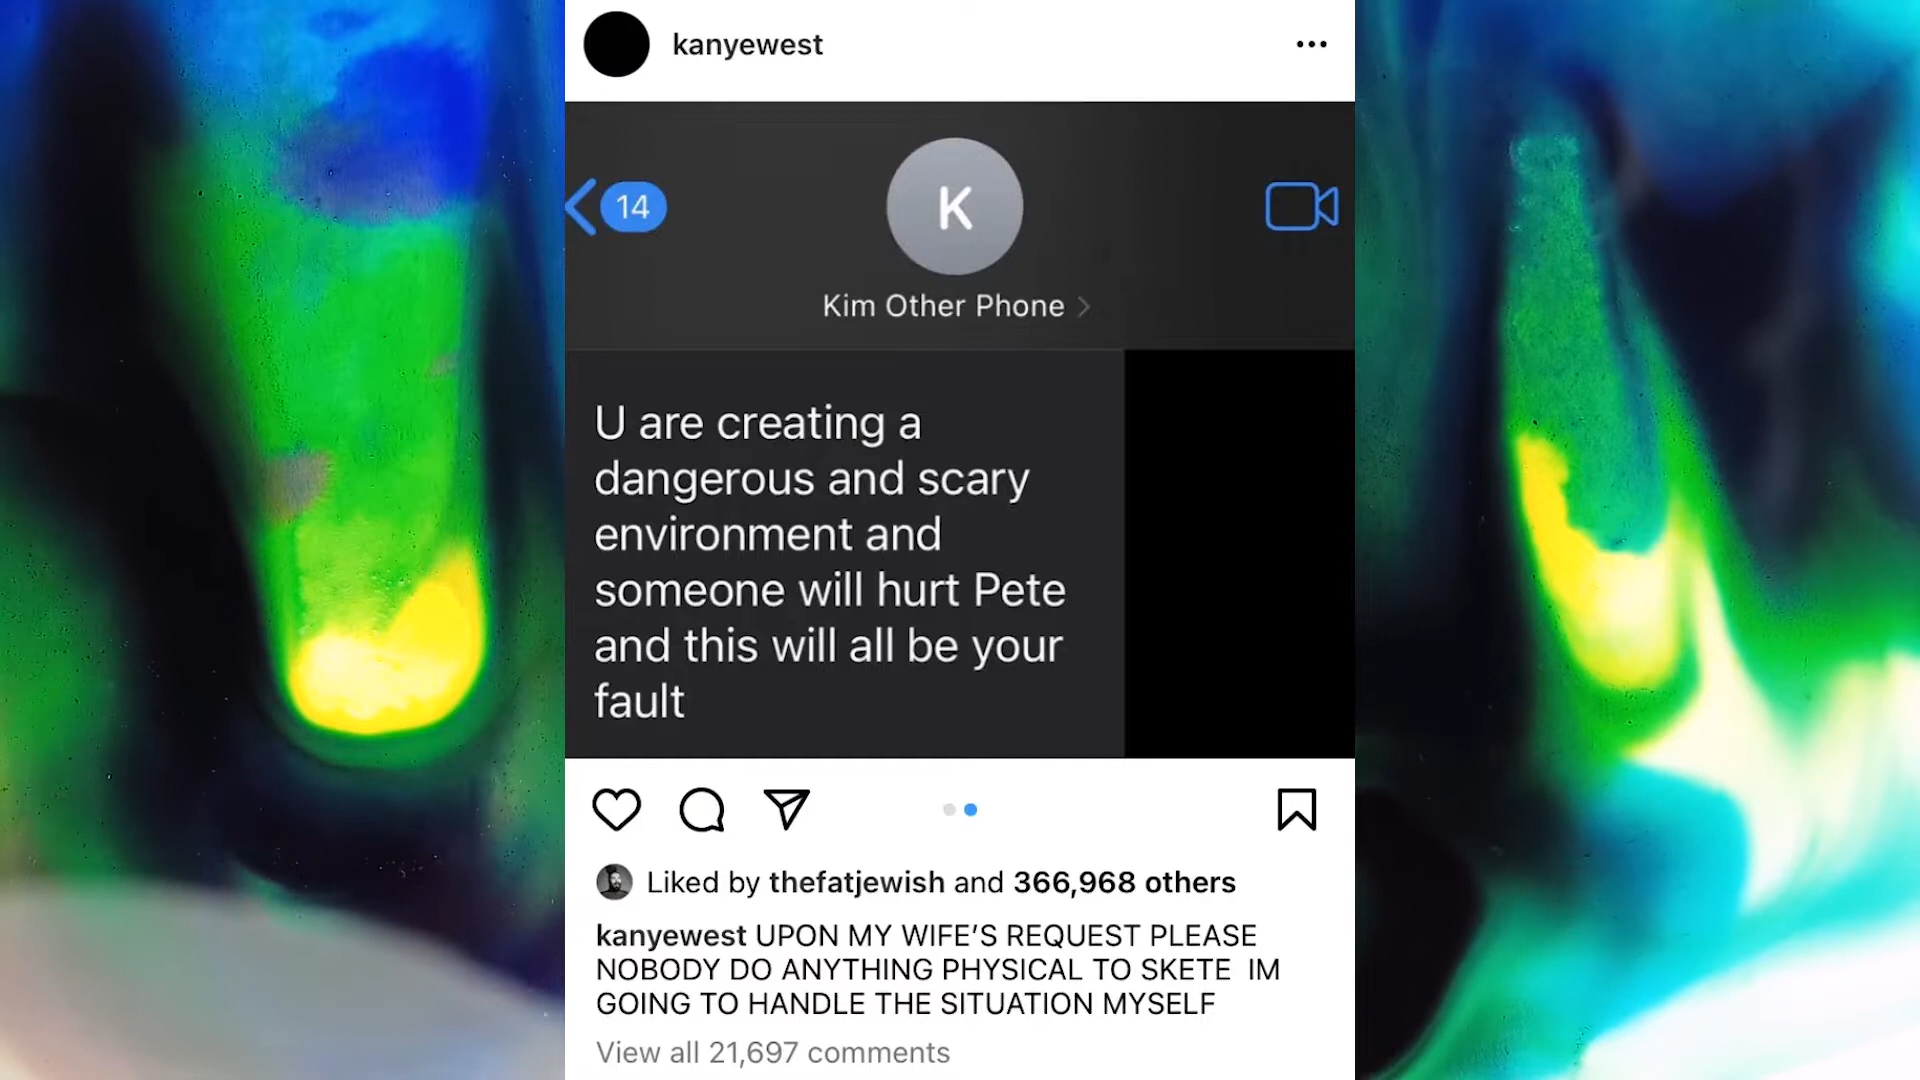 kanyewest
14
K
Kim Other Phone
U are creating a
dangerous and scary
environment and
someone will hurt Pete
and this will all be your
fault
Liked by thefatjewish and 366,968 others
kanyewest UPON MY WIFE’S REQUEST PLEASE
NOBODY DO ANYTHING PHYSICAL TO SKETE  IM
GOING TO HANDLE THE SITUATION MYSELF
View all 21,697 comments